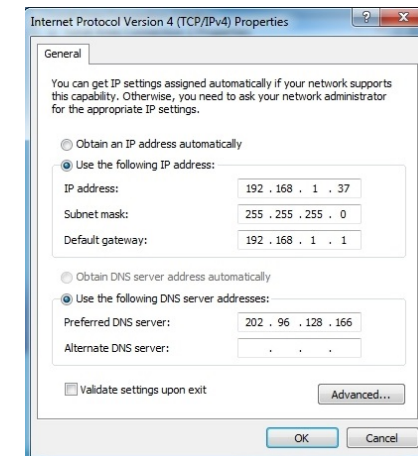 Internet Protocol Version 4 (TCP/IPv4) Properties
General
You can get IP settings assigned automatically if your network supports
this capability. Otherwise, you need to ask your network administrator
for the appropriate IP settings.
Obtain an IP address automatically
Use the following IP address:
IP address: 192 . 168 . 1 . 37
Subnet mask: 255 . 255 . 255 . 0
Default gateway: 192 . 168 . 1 . 1
Obtain DNS server address automatically
Use the following DNS server addresses:
Preferred DNS server: 202 . 96 . 128 . 166
Alternate DNS server: . . .
Validate settings upon exit
Advanced...
OK Cancel